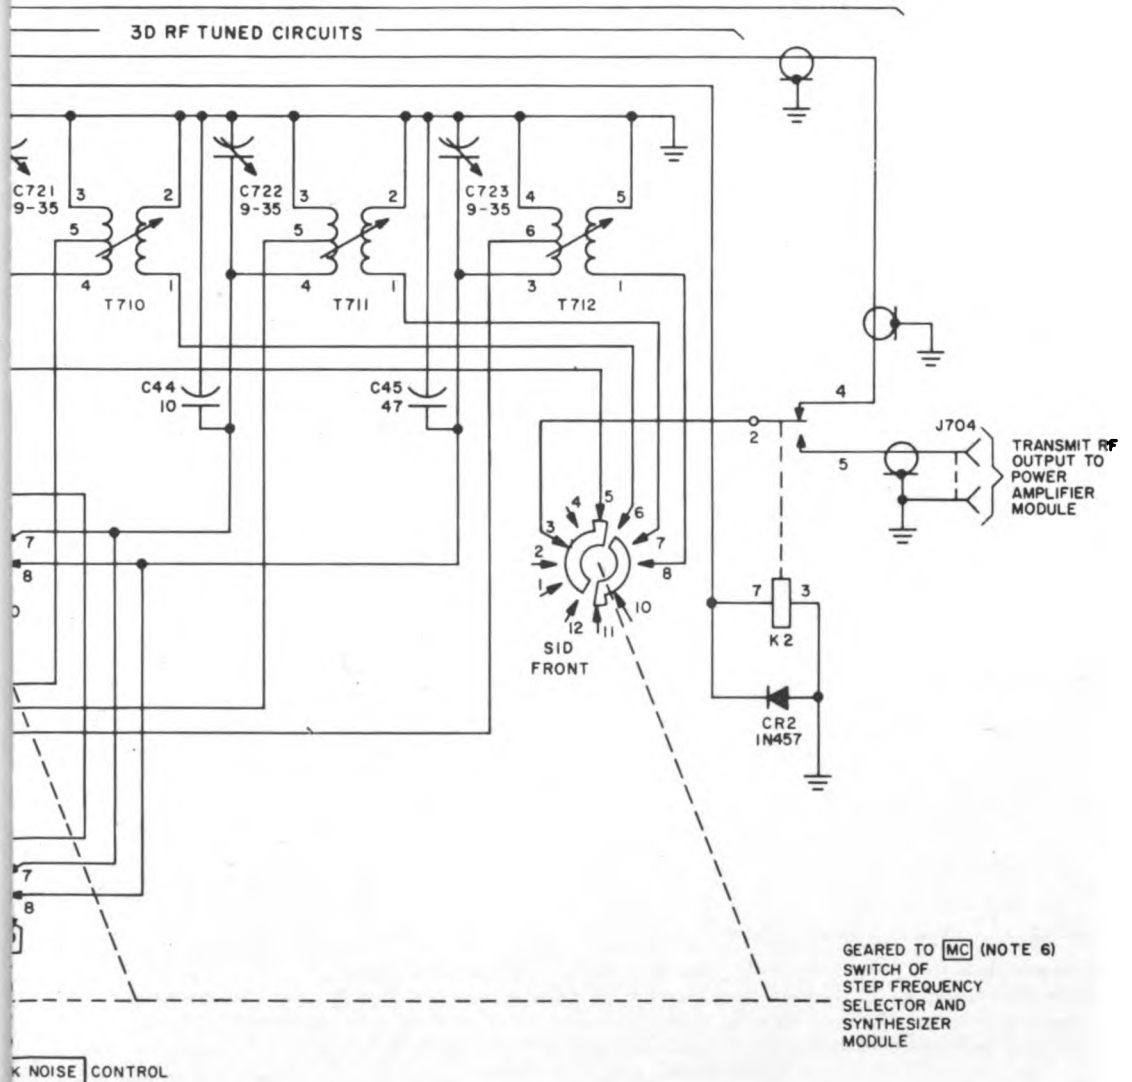 3D RF TUNED CIRCUITS
C721
9-35
3
2
5
4
1
T710
C722
9-35
3
2
5
4
1
T711
C723
9-35
4
5
6
3
1
T712
C44
10
C45
47
4
2
5
J704
TRANSMIT RF
OUTPUT TO
POWER
AMPLIFIER
MODULE
7
8
5
4
6
3
7
2
8
1
10
12
11
S1D
FRONT
7
3
K2
CR2
1N457
7
8
GEARED TO MC (NOTE 6)
SWITCH OF
STEP FREQUENCY
SELECTOR AND
SYNTHESIZER
MODULE
K NOISE CONTROL